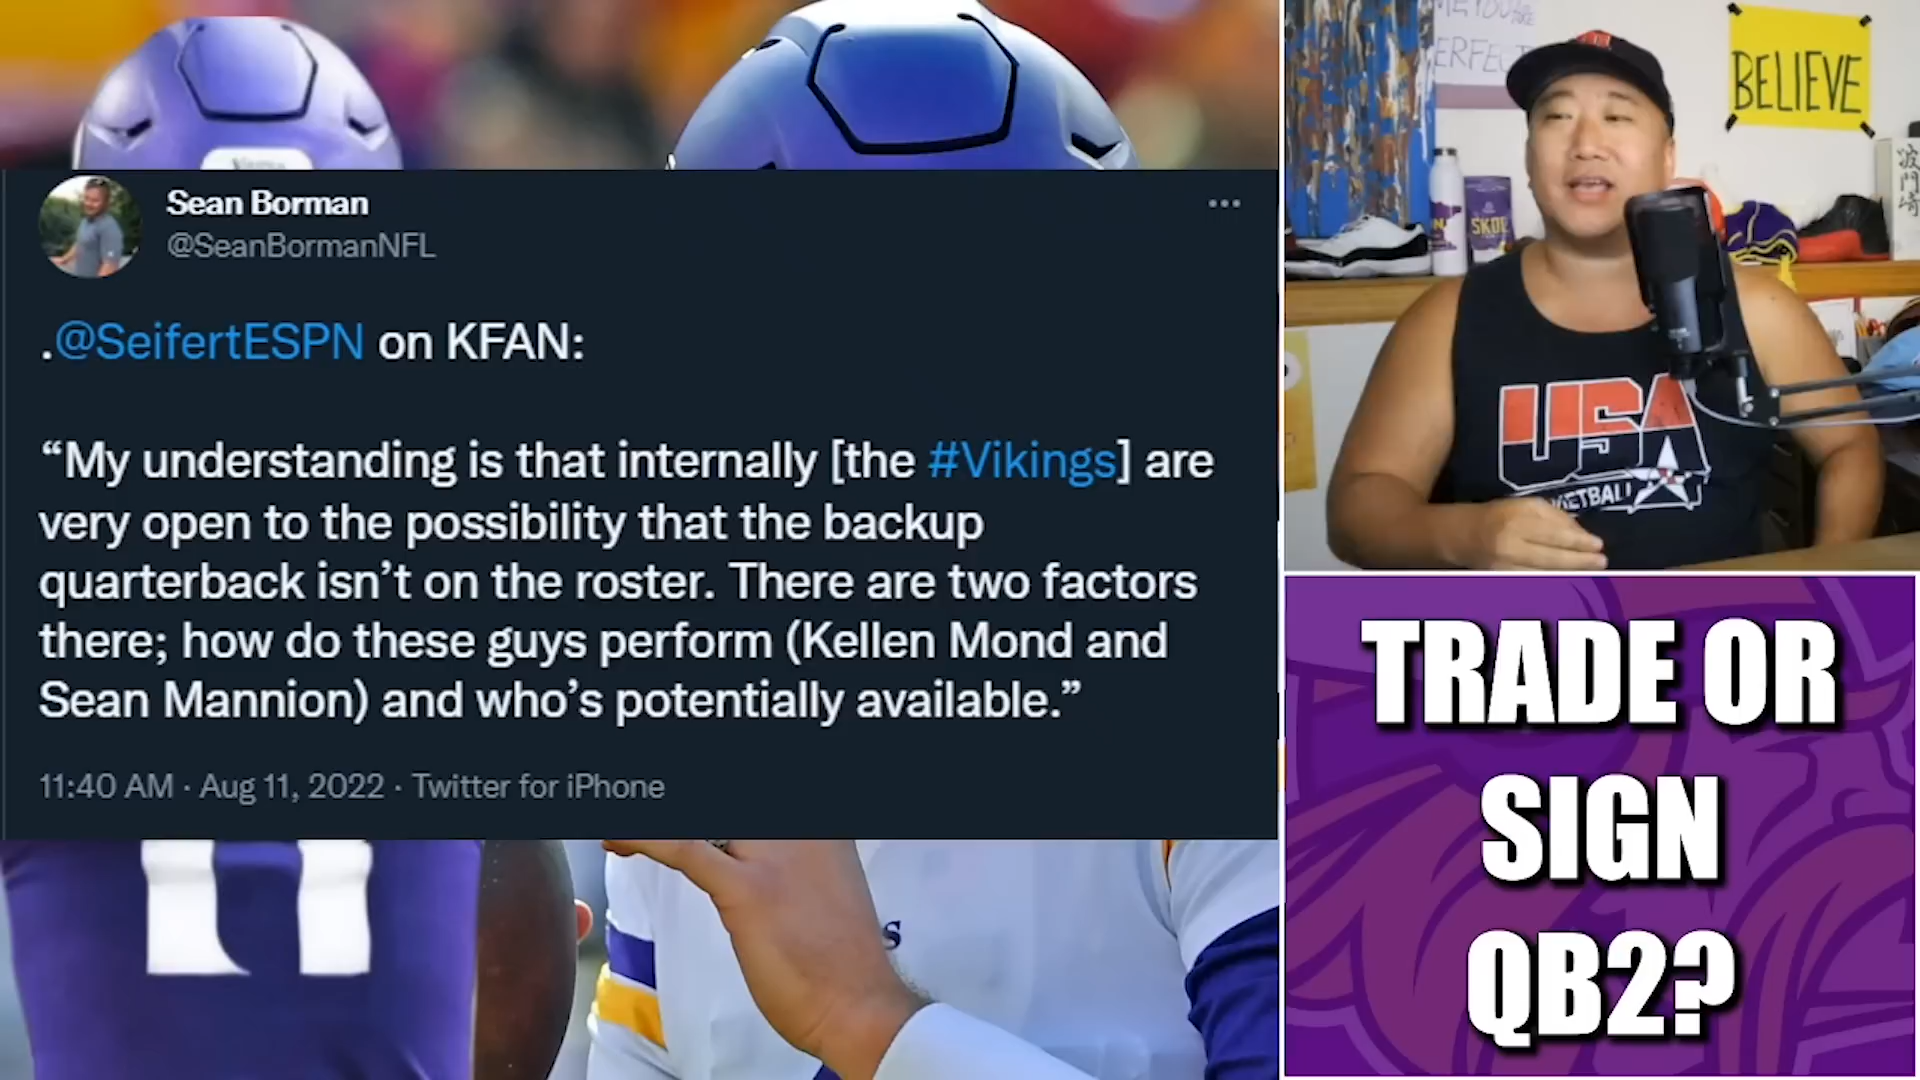 Sean Borman
@SeanBormanNFL
.@SeifertESPN on KFAN:
“My understanding is that internally [the #Vikings] are
very open to the possibility that the backup
quarterback isn’t on the roster. There are two factors
there; how do these guys perform (Kellen Mond and
Sean Mannion) and who’s potentially available.”
11:40 AM · Aug 11, 2022 · Twitter for iPhone
BELIEVE
SKOL
USA
TRADE OR
SIGN
QB2?